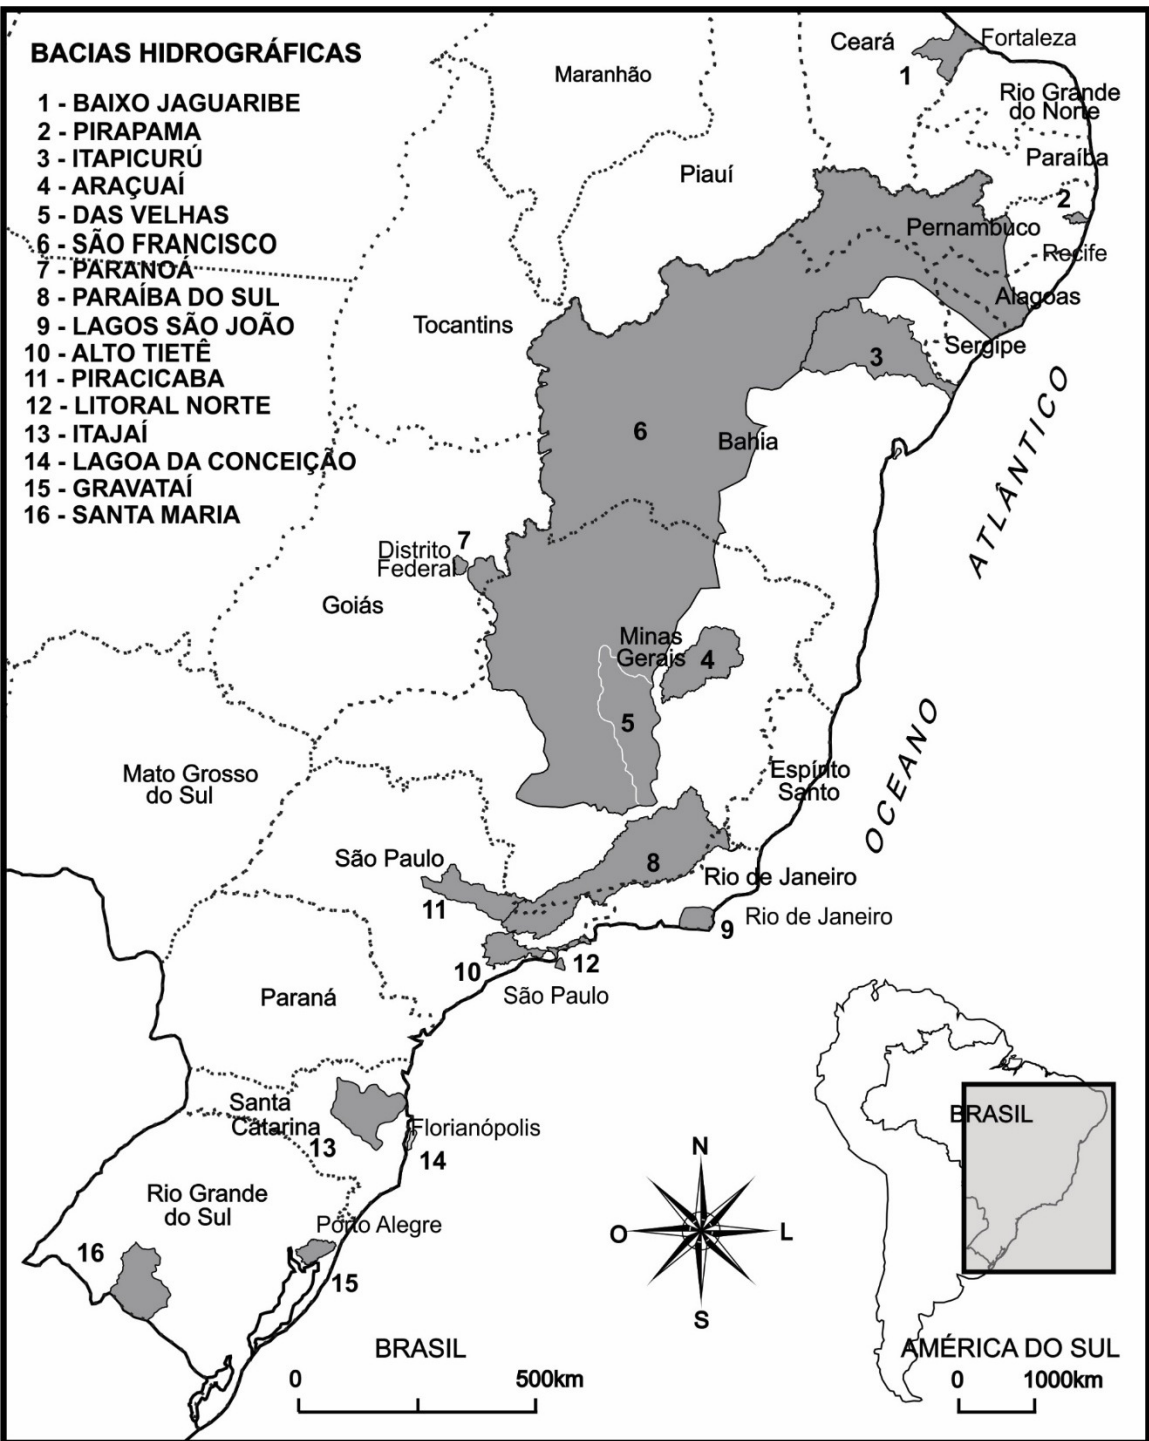 BACIAS HIDROGRÁFICAS
1 - BAIXO JAGUARIBE
2 - PIRAPAMA
3 - ITAPICURÚ
4 - ARAÇUAÍ
5 - DAS VELHAS
6 - SÃO FRANCISCO
7 - PARANOÁ
8 - PARAÍBA DO SUL
9 - LAGOS SÃO JOÃO
10 - ALTO TIETÊ
11 - PIRACICABA
12 - LITORAL NORTE
13 - ITAJAÍ
14 - LAGOA DA CONCEIÇÃO
15 - GRAVATAÍ
16 - SANTA MARIA
Ceará
Fortaleza
1
Maranhão
Rio Grande
do Norte
Paraíba
Piauí
2
Pernambuco
Recife
Alagoas
Tocantins
Sergipe
3
6
Bahia
ATLÂNTICO
7
Distrito
Federal
Goiás
Minas
Gerais
4
5
OCEANO
Mato Grosso
do Sul
Espírito
Santo
São Paulo
8
Rio de Janeiro
11
Rio de Janeiro
9
10
12
São Paulo
Paraná
Santa
Catarina
Florianópolis
13
14
BRASIL
N
O
L
S
Rio Grande
do Sul
Porto Alegre
16
15
BRASIL
AMÉRICA DO SUL
0 500km
0 1000km